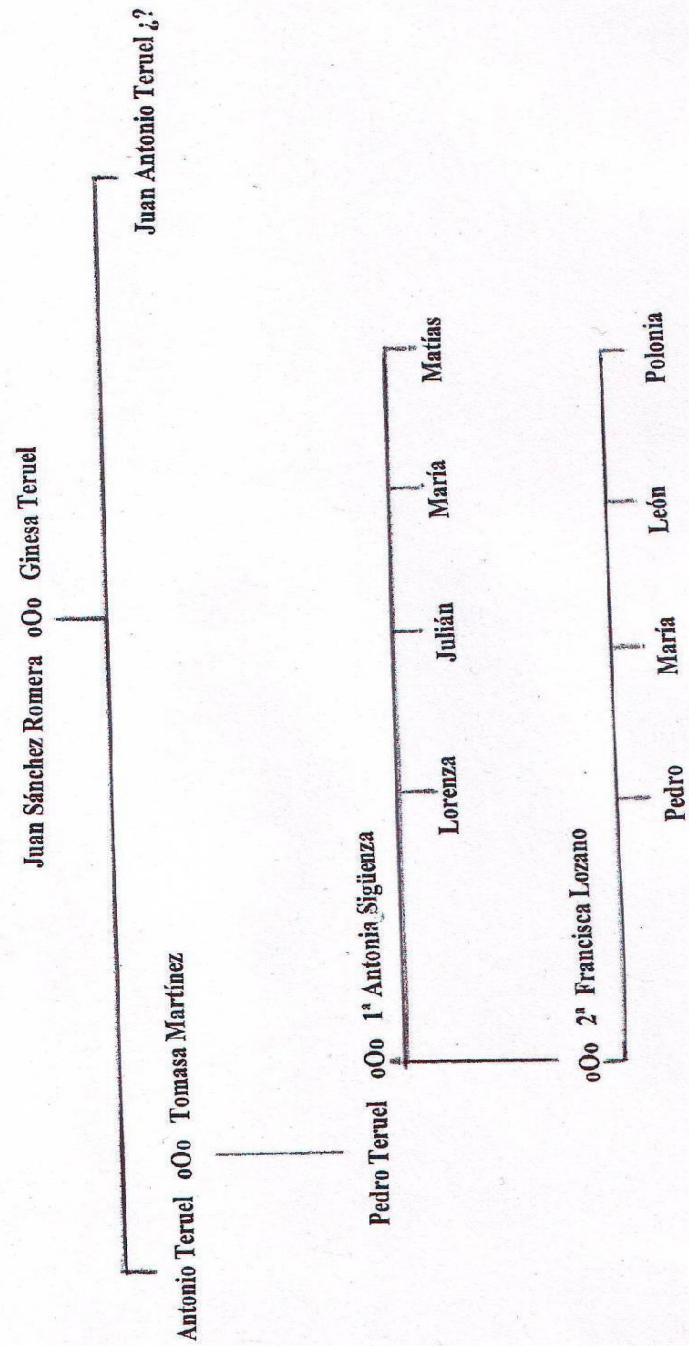 Juan Sánchez Romera oOo Ginesa Teruel
Antonio Teruel oOo Tomasa Martínez
Juan Antonio Teruel ¿?
Pedro Teruel oOo 1ª Antonia Sigüenza
Lorenza
Julián
María
Matías
oOo 2ª Francisca Lozano
Pedro
María
León
Polonia